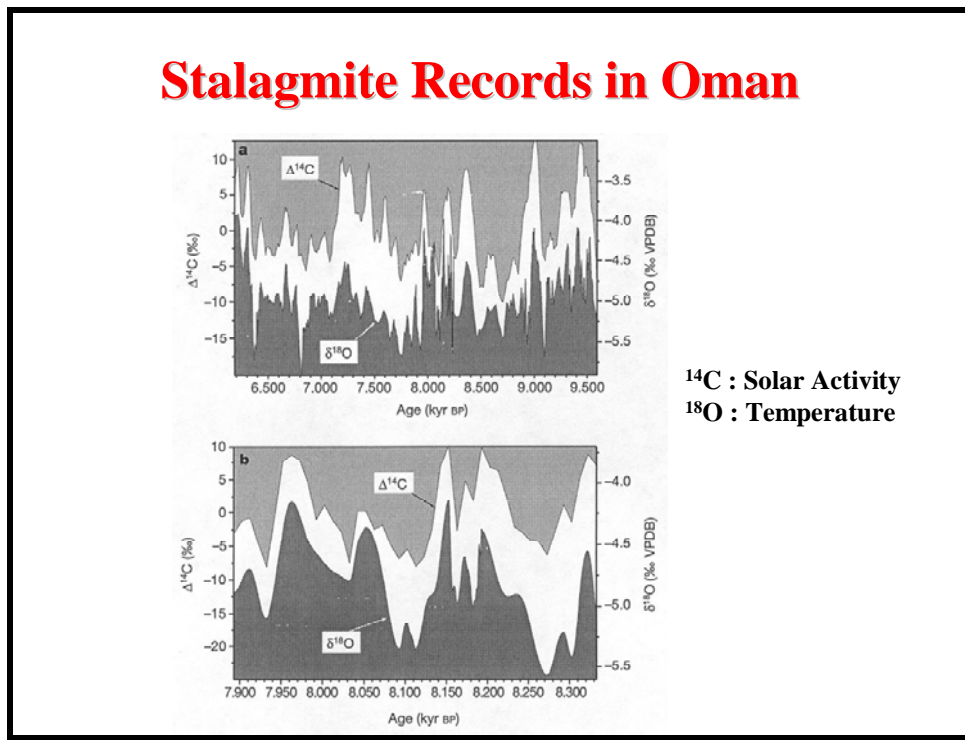 Stalagmite Records in Oman
a
Δ¹⁴C
10
5
0
−5
−10
−15
Δ¹⁴C (‰)
−3.5
−4.0
−4.5
−5.0
−5.5
δ¹⁸O (‰ VPDB)
δ¹⁸O
6.500 7.000 7.500 8.000 8.500 9.000 9.500
Age (kyr BP)
¹⁴C : Solar Activity
¹⁸O : Temperature
b
Δ¹⁴C
10
5
0
−5
−10
−15
−20
Δ¹⁴C (‰)
−4.0
−4.5
−5.0
−5.5
δ¹⁸O (‰ VPDB)
δ¹⁸O
7.900 7.950 8.000 8.050 8.100 8.150 8.200 8.250 8.300
Age (kyr BP)